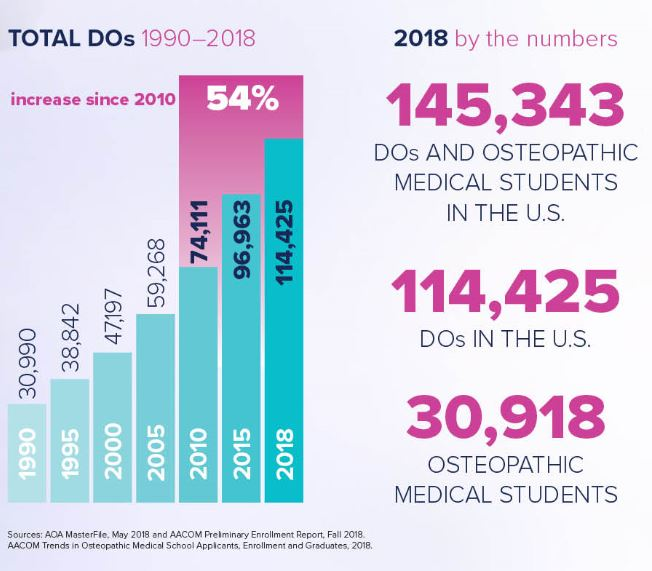 TOTAL DOs 1990–2018
increase since 2010 54%
30,990
38,842
47,197
59,268
74,111
96,963
114,425
1990
1995
2000
2005
2010
2015
2018
2018 by the numbers
145,343
DOs AND OSTEOPATHIC
MEDICAL STUDENTS
IN THE U.S.
114,425
DOs IN THE U.S.
30,918
OSTEOPATHIC
MEDICAL STUDENTS
Sources: AOA MasterFile, May 2018 and AACOM Preliminary Enrollment Report, Fall 2018.
AACOM Trends in Osteopathic Medical School Applicants, Enrollment and Graduates, 2018.